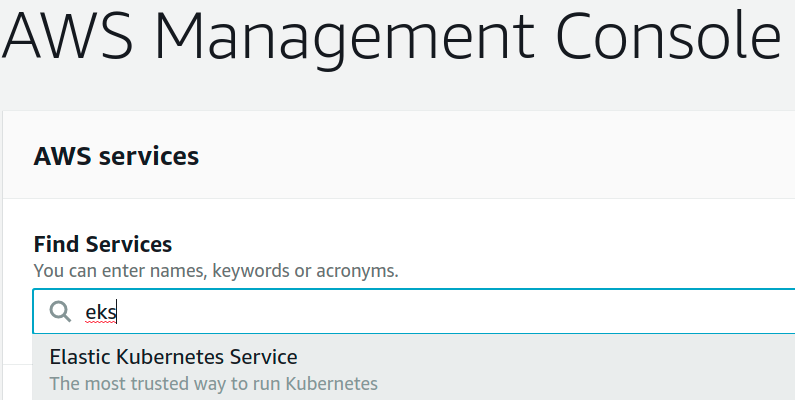 AWS Management Console
AWS services
Find Services
You can enter names, keywords or acronyms.
eks
Elastic Kubernetes Service
The most trusted way to run Kubernetes